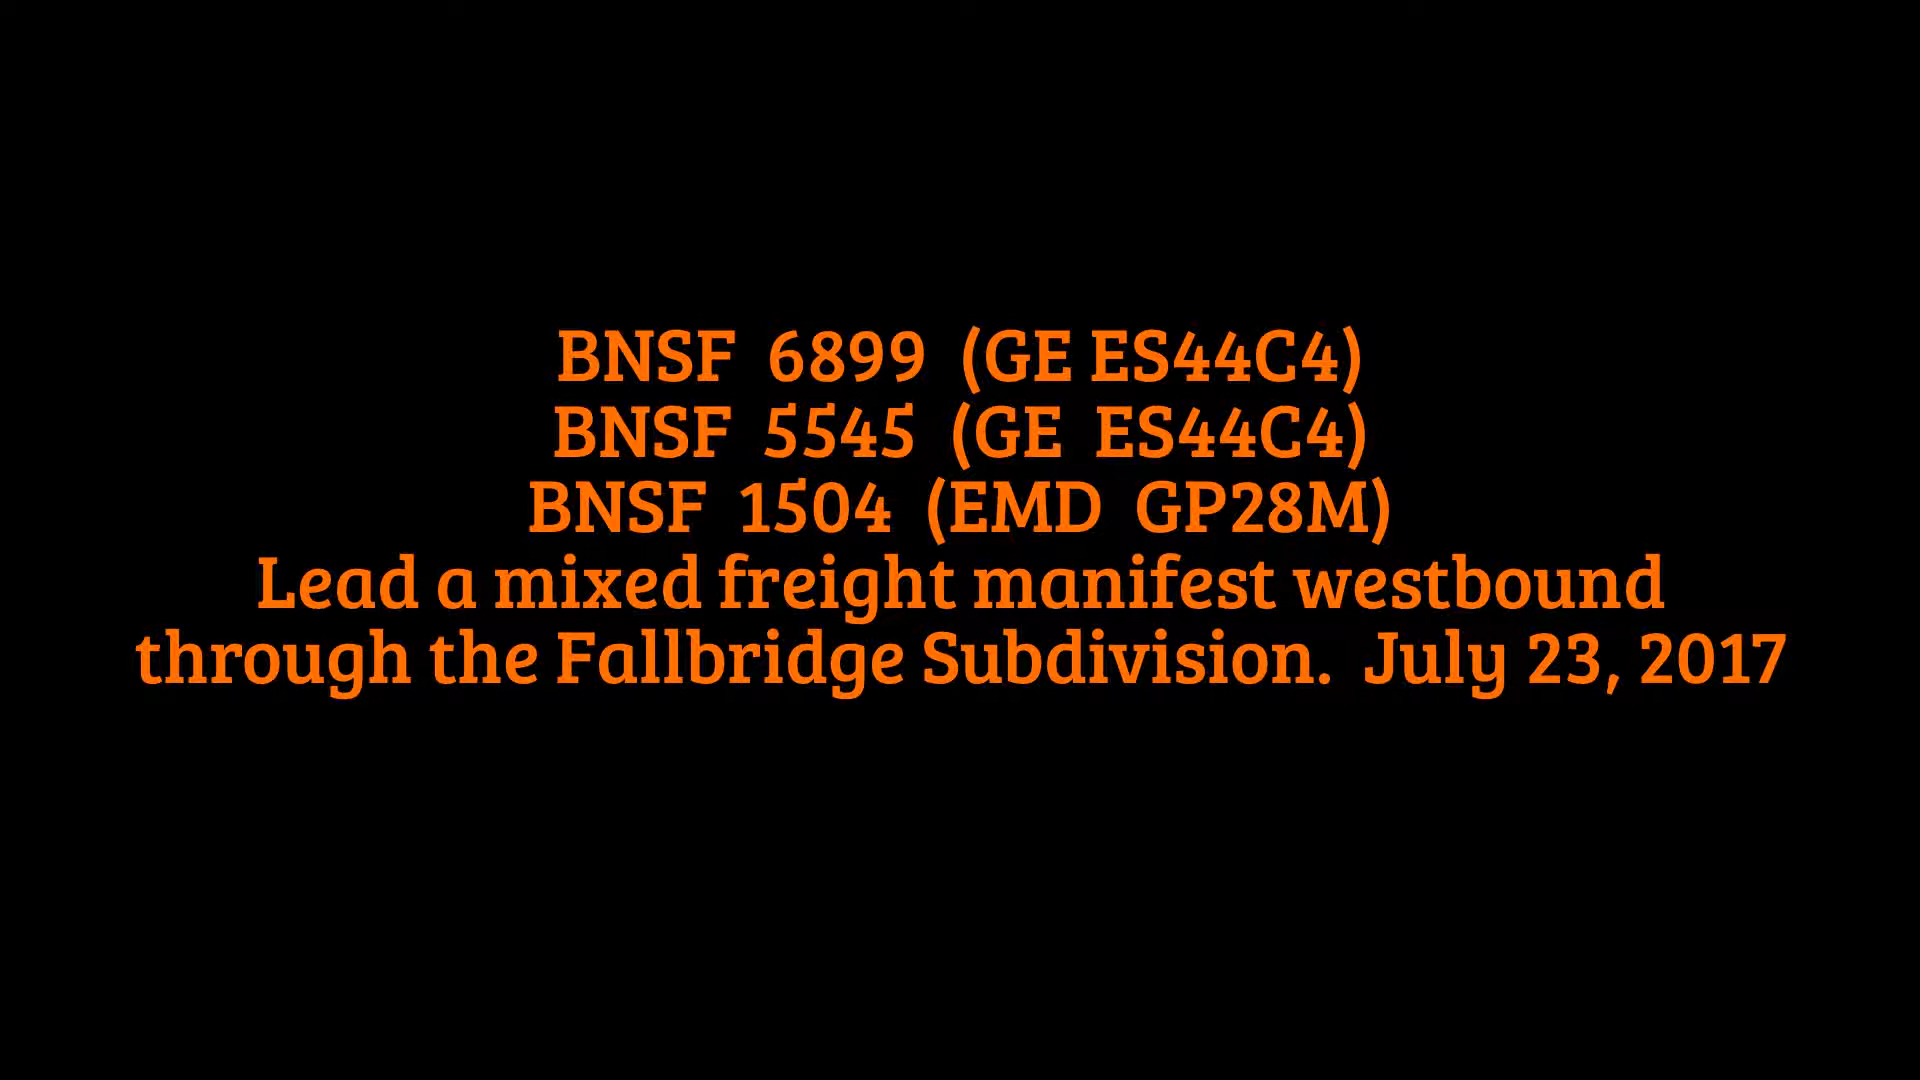 BNSF 6899 (GE ES44C4)
BNSF 5545 (GE ES44C4)
BNSF 1504 (EMD GP28M)
Lead a mixed freight manifest westbound
through the Fallbridge Subdivision. July 23, 2017